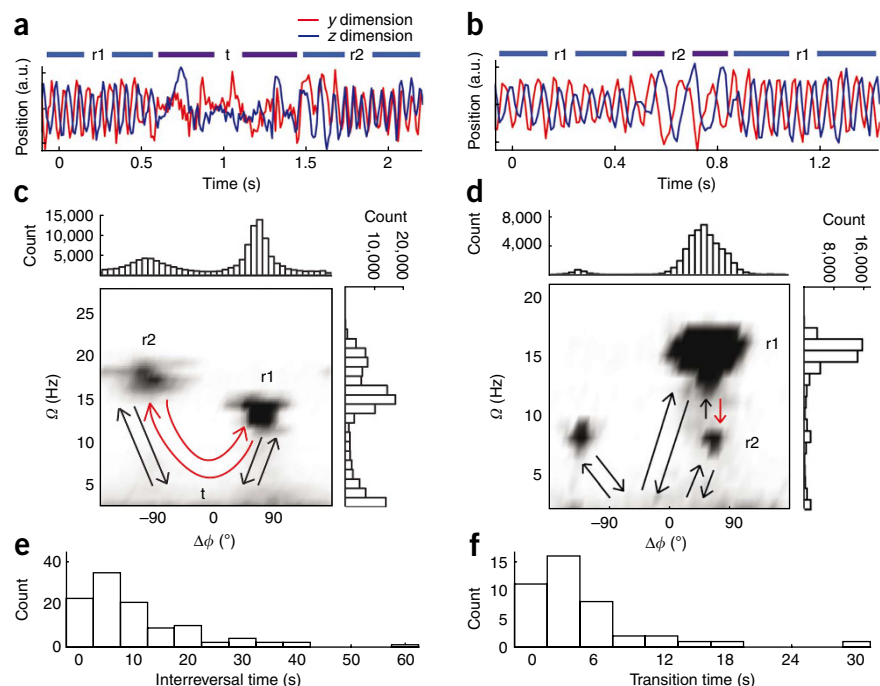 a
y dimension
z dimension
r1
t
r2
Position (a.u.)
0
0.5
1
1.5
2
Time (s)
b
r1
r2
r1
Position (a.u.)
0
0.4
0.8
1.2
Time (s)
c
Count
15,000
10,000
5,000
Count
10,000
20,000
Ω (Hz)
25
20
15
10
5
r2
r1
t
–90
0
90
Δϕ (°)
d
Count
8,000
4,000
Count
8,000
16,000
Ω (Hz)
20
15
10
5
r1
r2
–90
0
90
Δϕ (°)
e
Count
40
20
0
0
10
20
30
40
50
60
Interreversal time (s)
f
Count
15
10
5
0
0
6
12
18
24
30
Transition time (s)